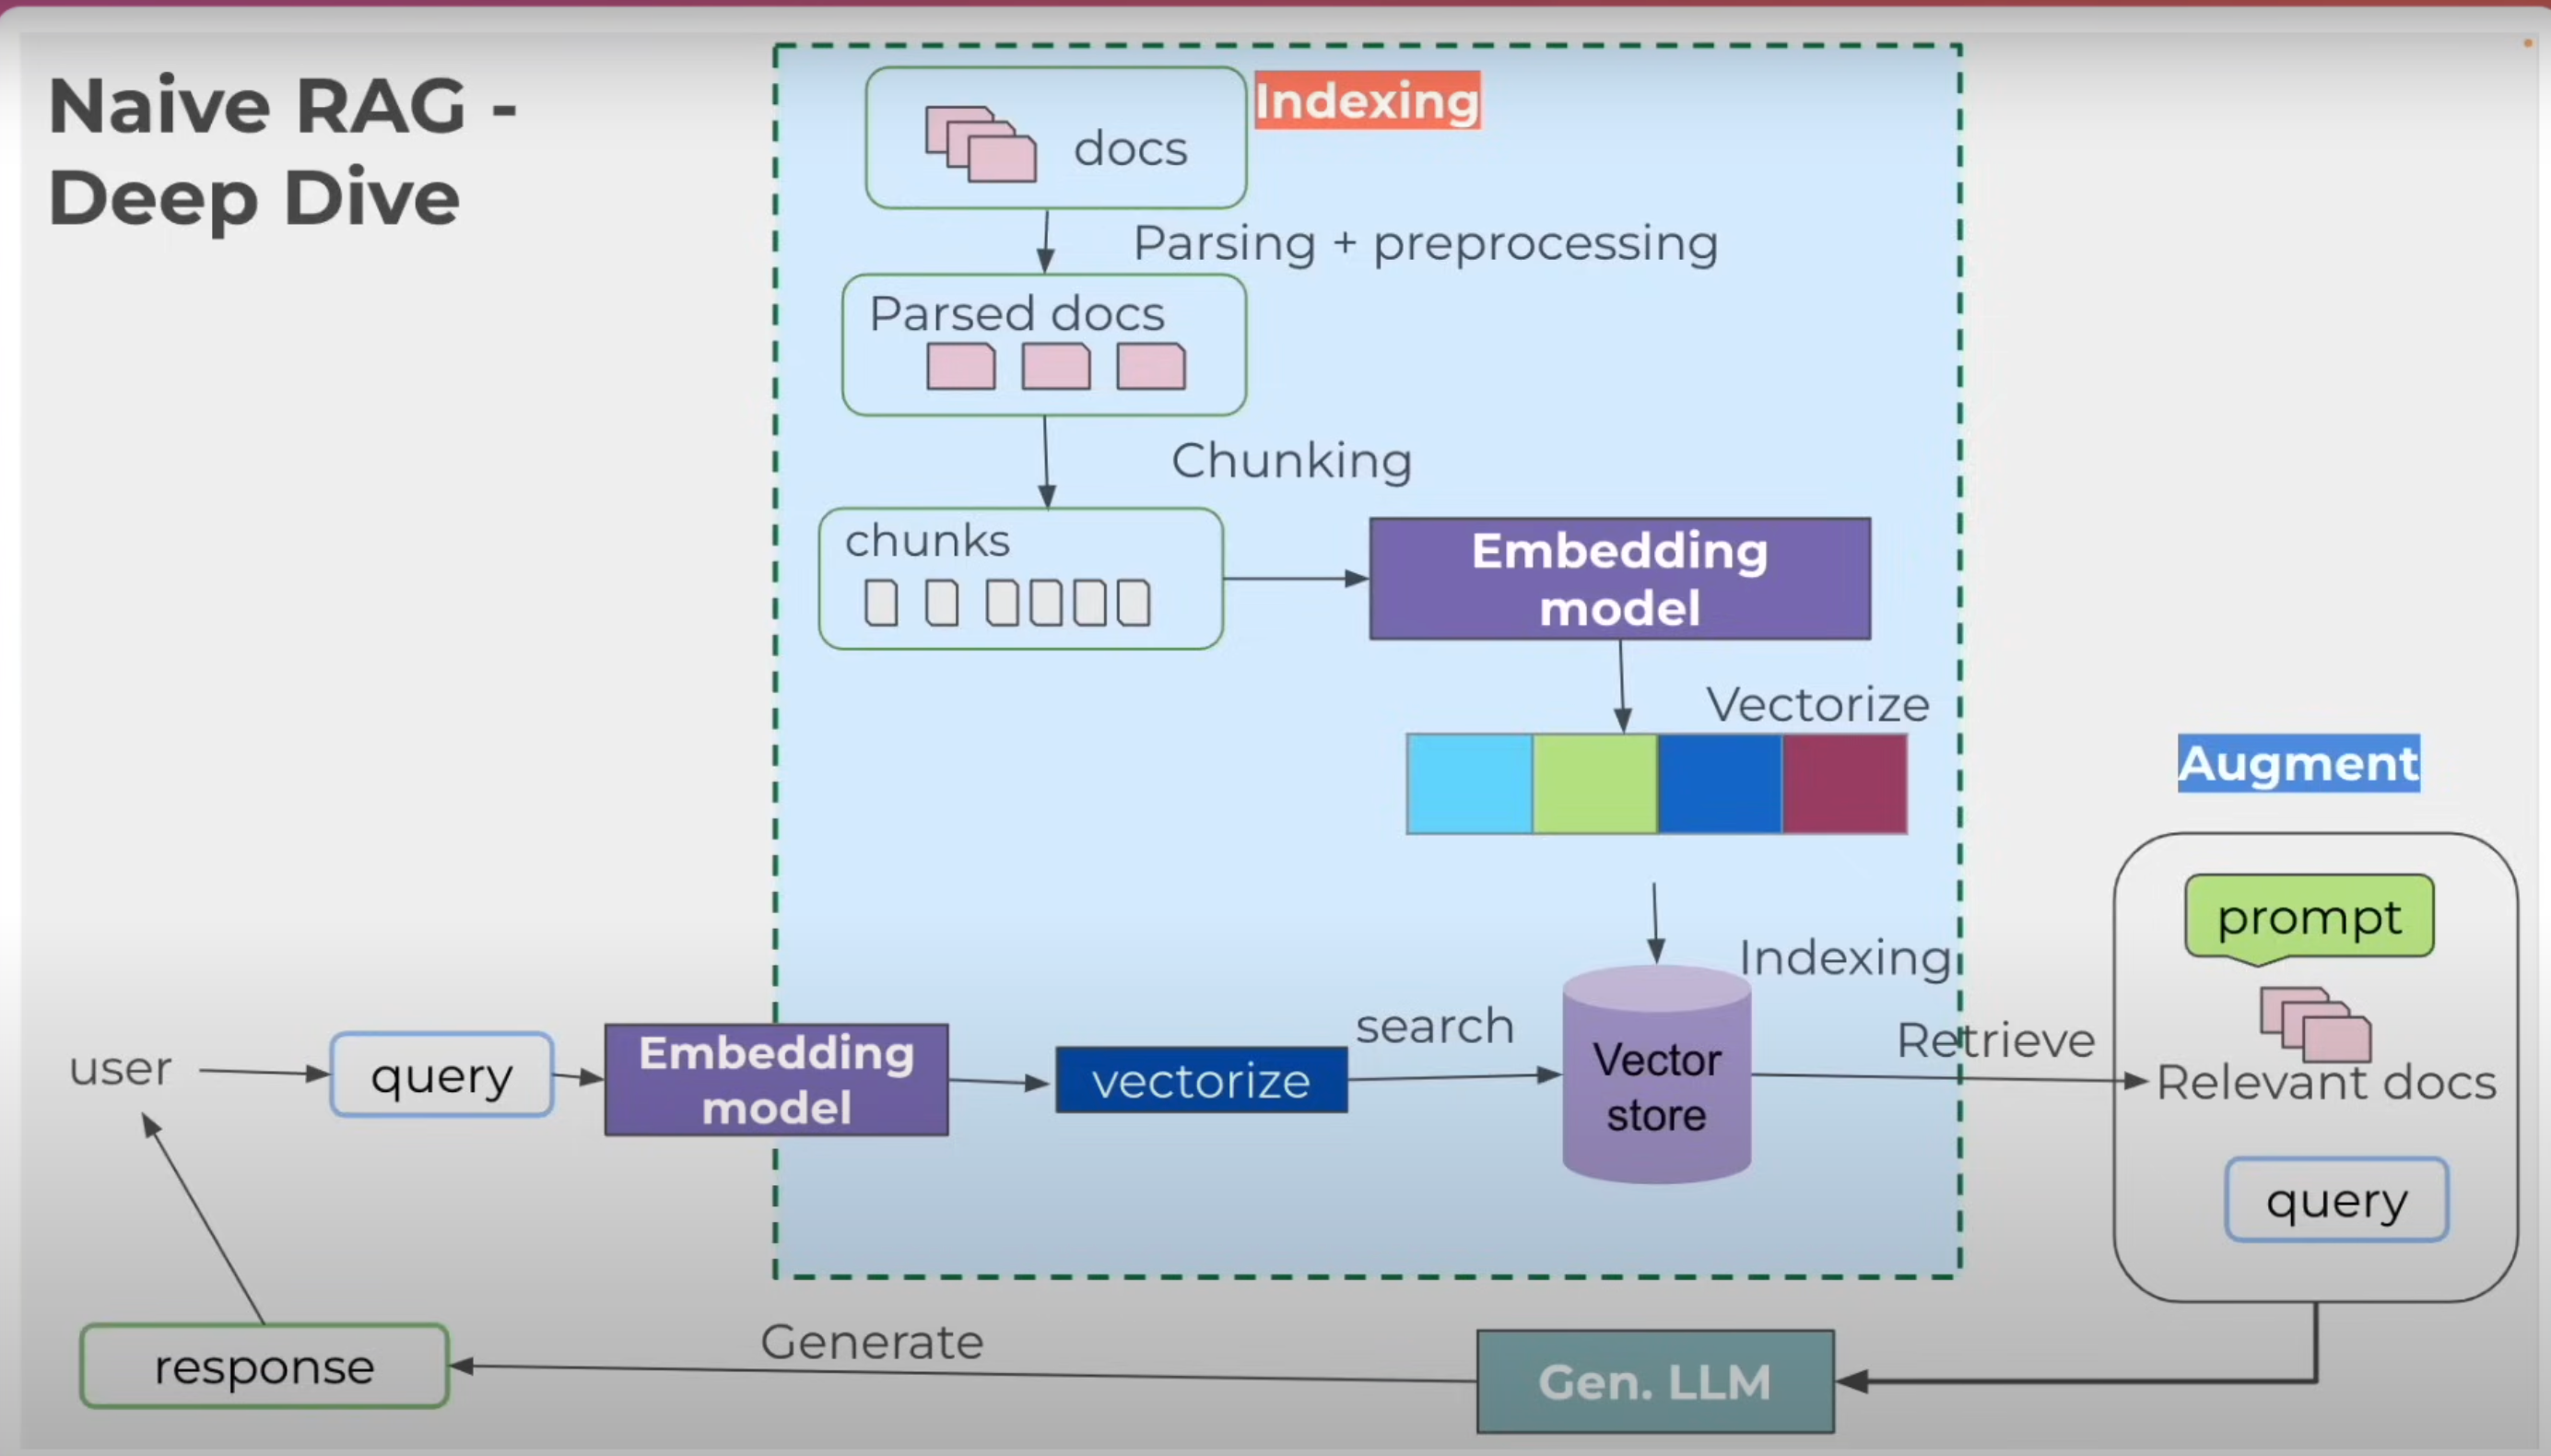 Naive RAG -
Deep Dive
docs
Indexing
Parsing + preprocessing
Parsed docs
Chunking
chunks
Embedding
model
Vectorize
Indexing
user
query
Embedding
model
vectorize
search
Vector
store
Retrieve
Augment
prompt
Relevant docs
query
Gen. LLM
Generate
response